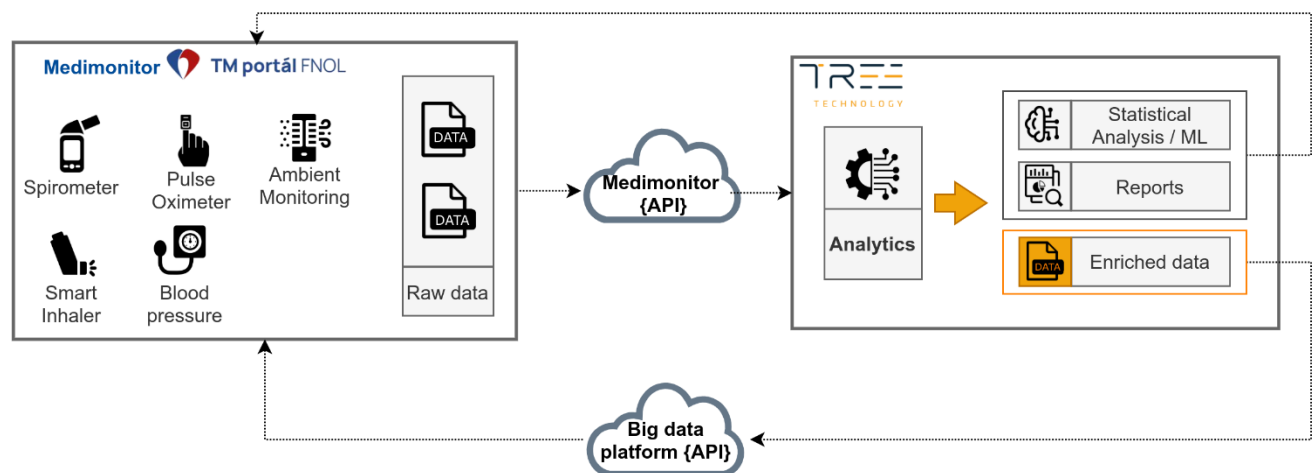 Medimonitor
TM portál FNOL
Spirometer
Pulse
Oximeter
Ambient
Monitoring
Smart
Inhaler
Blood
pressure
DATA
DATA
Raw data
Medimonitor
{API}
TREE
TECHNOLOGY
Analytics
Statistical
Analysis / ML
Reports
DATA
Enriched data
Big data
platform {API}